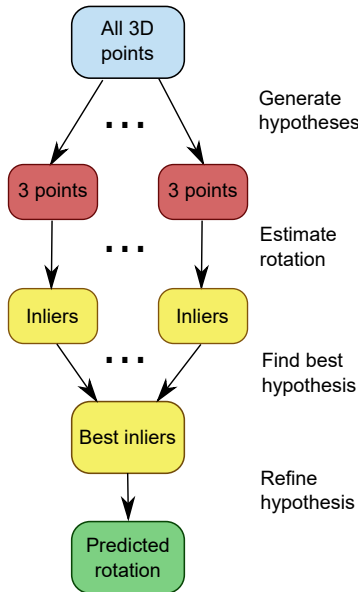 All 3D
points
Generate
hypotheses
...
3 points
3 points
Estimate
rotation
...
Inliers
Inliers
Find best
hypothesis
...
Best inliers
Refine
hypothesis
Predicted
rotation